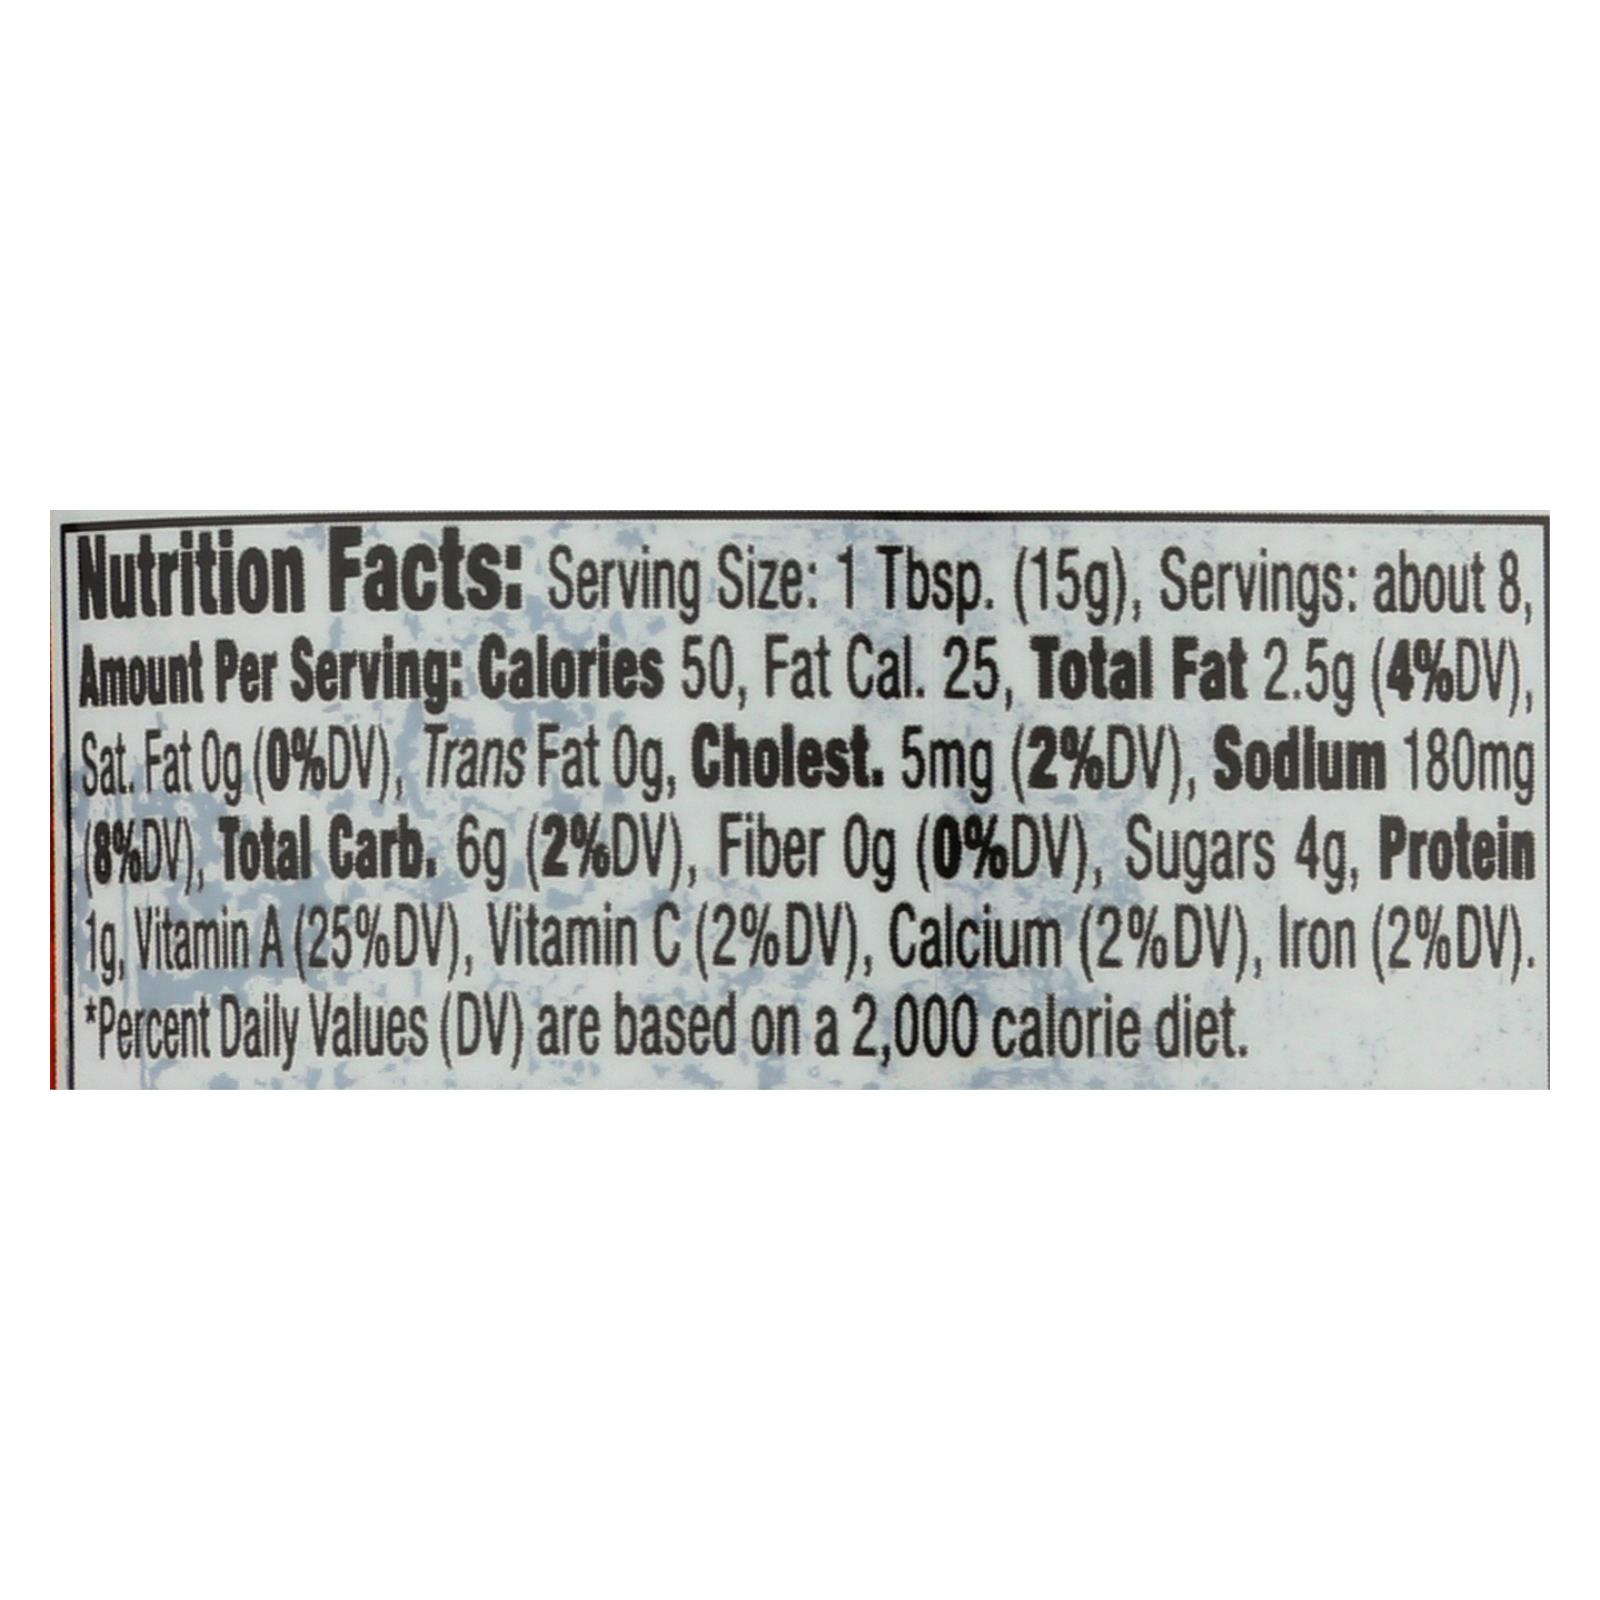 Nutrition Facts: Serving Size: 1 Tbsp. (15g), Servings: about 8,
Amount Per Serving: Calories 50, Fat Cal. 25, Total Fat 2.5g (4%DV),
Sat. Fat 0g (0%DV), Trans Fat 0g, Cholest. 5mg (2%DV), Sodium 180mg
(8%DV), Total Carb. 6g (2%DV), Fiber 0g (0%DV), Sugars 4g, Protein
1g, Vitamin A (25%DV), Vitamin C (2%DV), Calcium (2%DV), Iron (2%DV).
*Percent Daily Values (DV) are based on a 2,000 calorie diet.